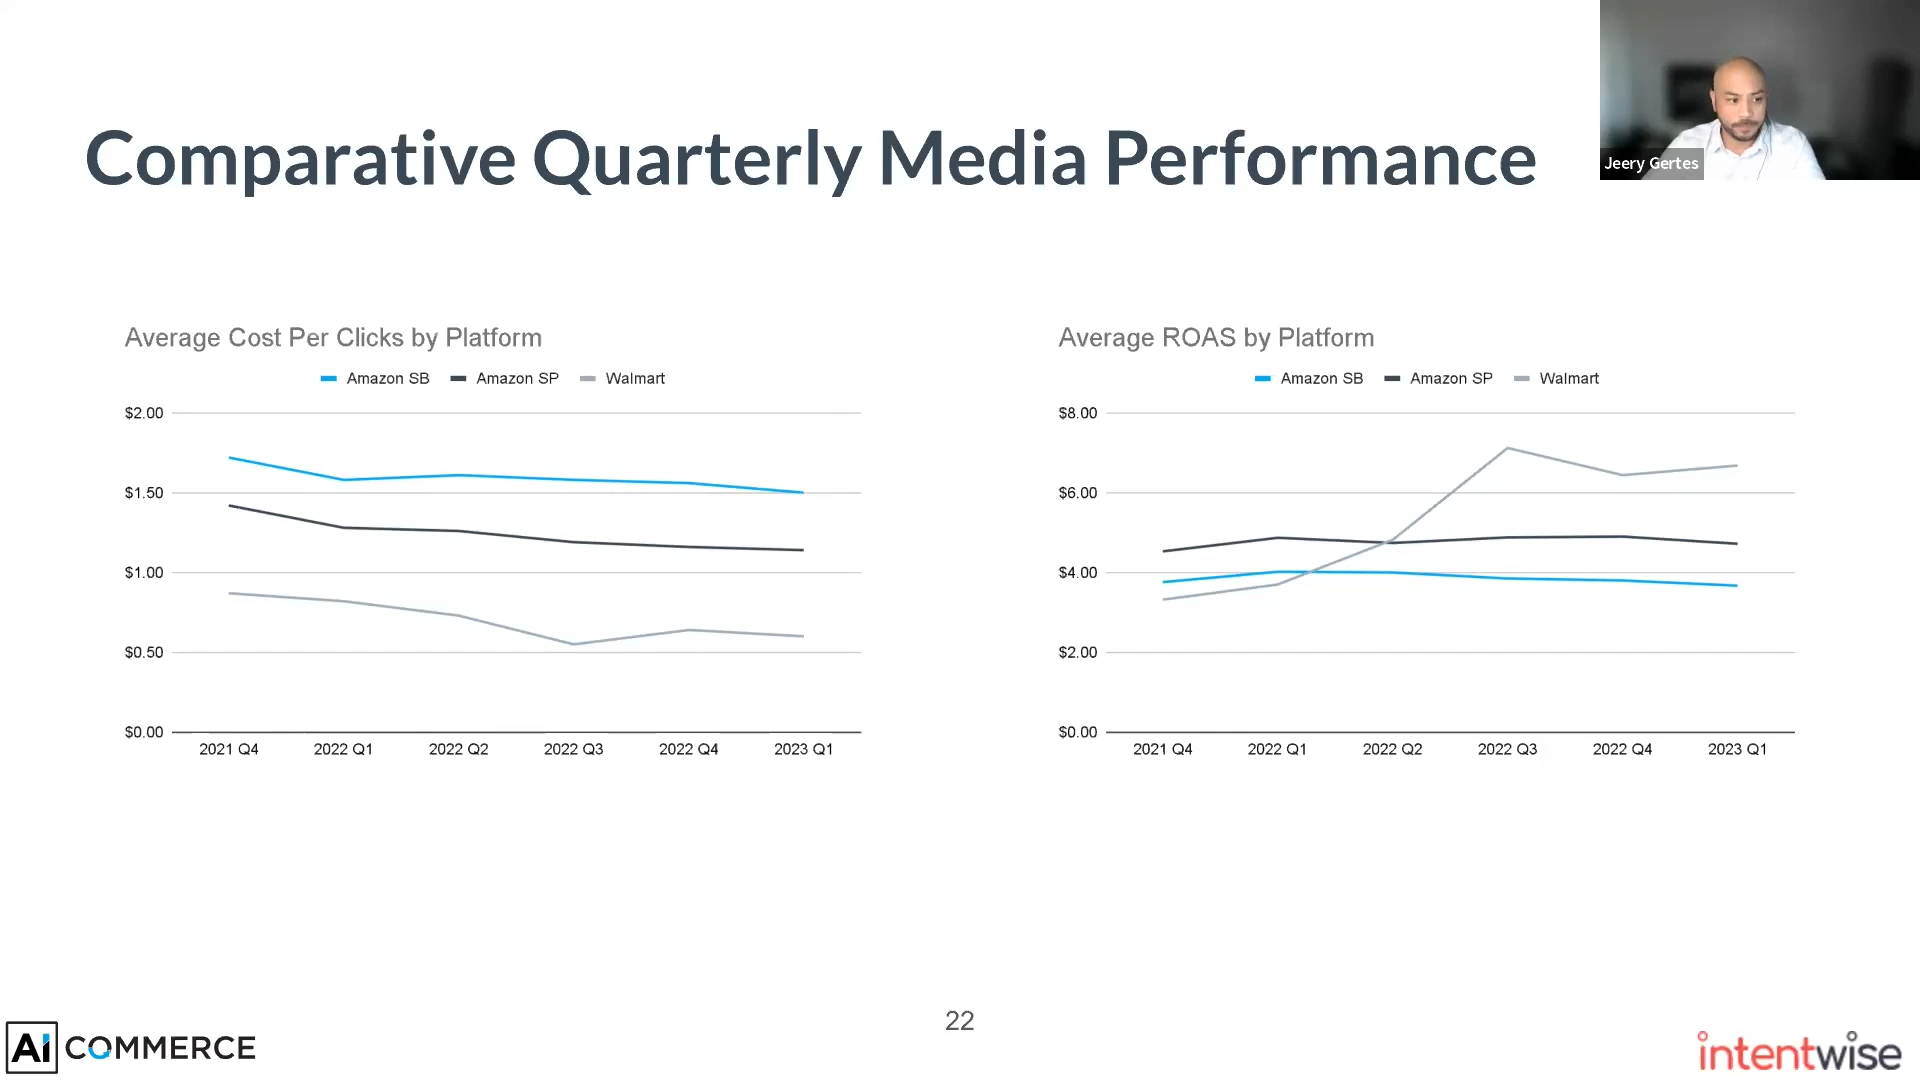 Comparative Quarterly Media Performance
Jeery Gertes
Average Cost Per Clicks by Platform
Amazon SB Amazon SP Walmart
$2.00
$1.50
$1.00
$0.50
$0.00
2021 Q4 2022 Q1 2022 Q2 2022 Q3 2022 Q4 2023 Q1
Average ROAS by Platform
Amazon SB Amazon SP Walmart
$8.00
$6.00
$4.00
$2.00
$0.00
2021 Q4 2022 Q1 2022 Q2 2022 Q3 2022 Q4 2023 Q1
22
Ai COMMERCE
intentwise